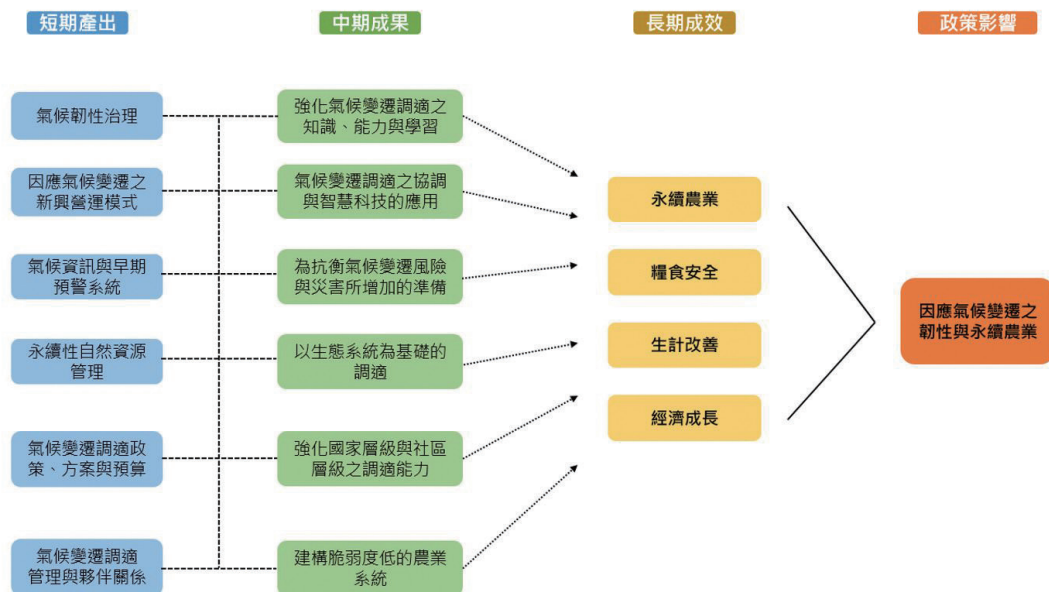 短期產出
中期成果
長期成效
政策影響
氣候韌性治理
因應氣候變遷之
新興營運模式
氣候資訊與早期
預警系統
永續性自然資源
管理
氣候變遷調適政
策、方案與預算
氣候變遷調適
管理與夥伴關係
強化氣候變遷調適之
知識、能力與學習
氣候變遷調適之協調
與智慧科技的應用
為抗衡氣候變遷風險
與災害所增加的準備
以生態系統為基礎的
調適
強化國家層級與社區
層級之調適能力
建構脆弱度低的農業
系統
永續農業
糧食安全
生計改善
經濟成長
因應氣候變遷之
韌性與永續農業